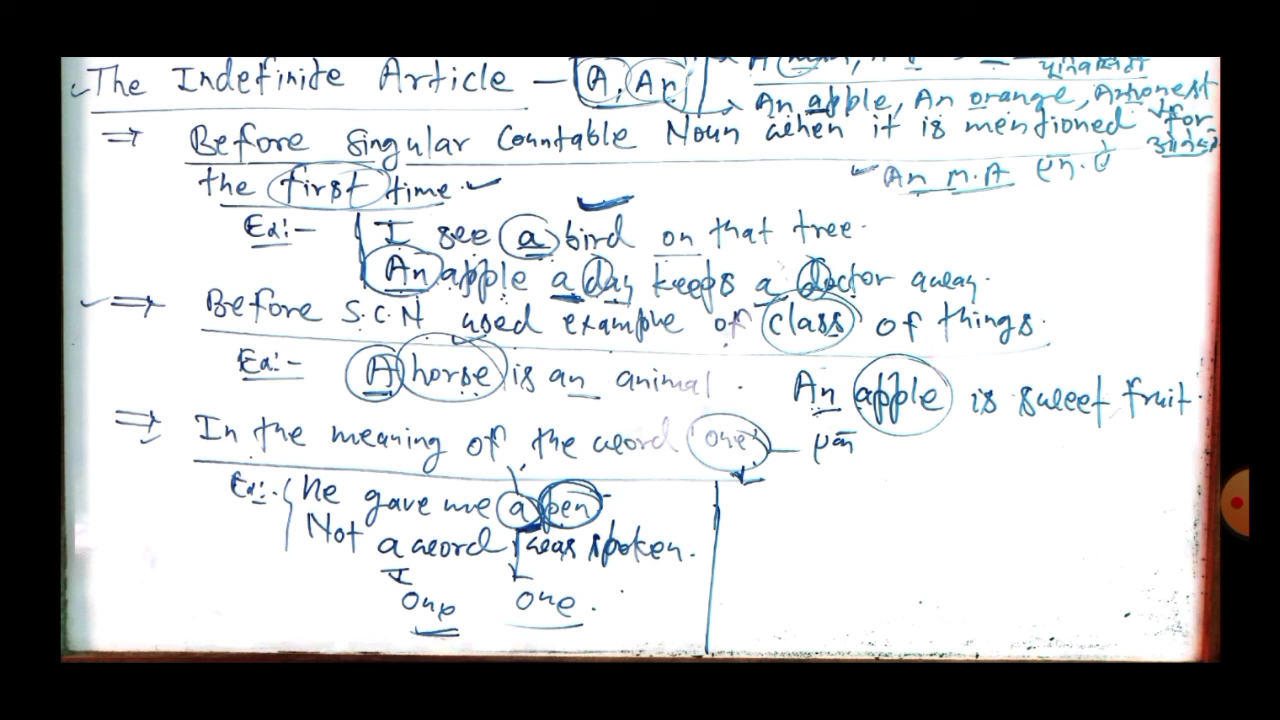 The Indefinite Article – A, An
An apple, An orange, An honest
⇒ Before singular Countable Noun when it is mentioned for
the first time.
An M.A
Ex:- I see a bird on that tree.
An apple a day keeps a doctor away.
⇒ Before S.C.N used example of class of things.
Ex:- A horse is an animal. An apple is sweet fruit.
⇒ In the meaning of the word 'one' –
Ex:- he gave me a pen
Not a word was spoken.
one one.